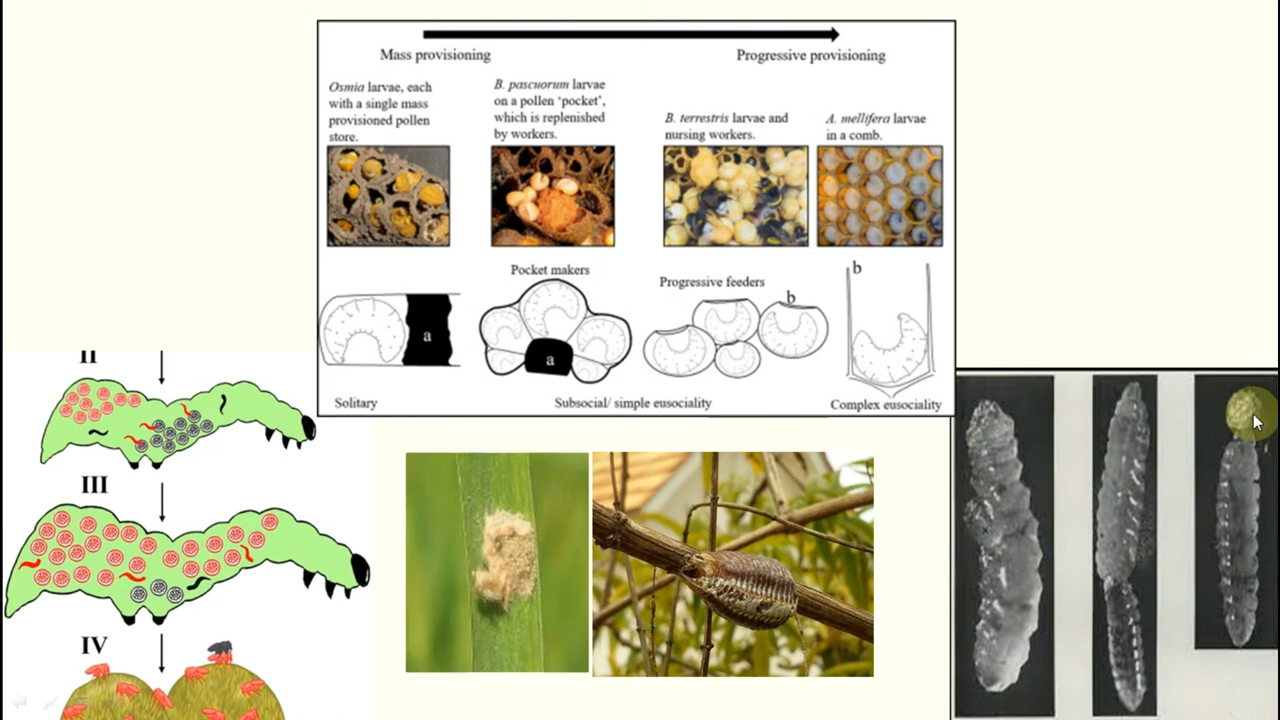 Mass provisioning
Progressive provisioning
Osmia larvae, each
with a single mass
provisioned pollen
store.
B. pascuorum larvae
on a pollen ‘pocket’,
which is replenished
by workers.
B. terrestris larvae and
nursing workers.
A. mellifera larvae
in a comb.
Pocket makers
Progressive feeders
a
a
b
b
Solitary
Subsocial/ simple eusociality
Complex eusociality
II
III
IV